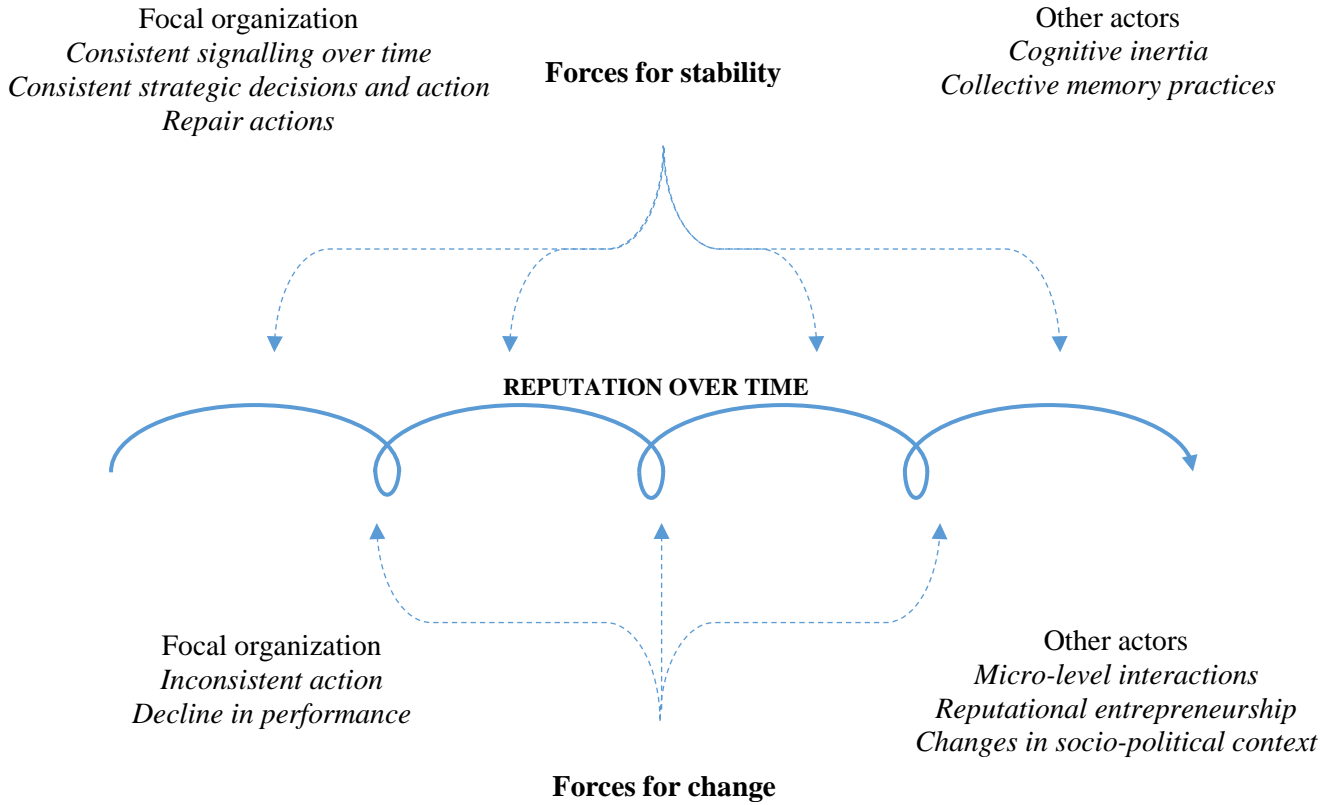 Focal organization
Consistent signalling over time
Consistent strategic decisions and action
Repair actions
Forces for stability
Other actors
Cognitive inertia
Collective memory practices
REPUTATION OVER TIME
Focal organization
Inconsistent action
Decline in performance
Other actors
Micro-level interactions
Reputational entrepreneurship
Changes in socio-political context
Forces for change